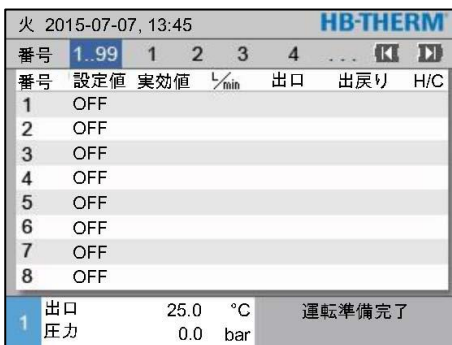 火 2015-07-07, 13:45 HB-THERM
番号 1..99 1 2 3 4 ...
番号 設定値 実効値 L/min 出口 出戻り H/C
1 OFF
2 OFF
3 OFF
4 OFF
5 OFF
6 OFF
7 OFF
8 OFF
1 出口 25.0 °C 運転準備完了
圧力 0.0 bar